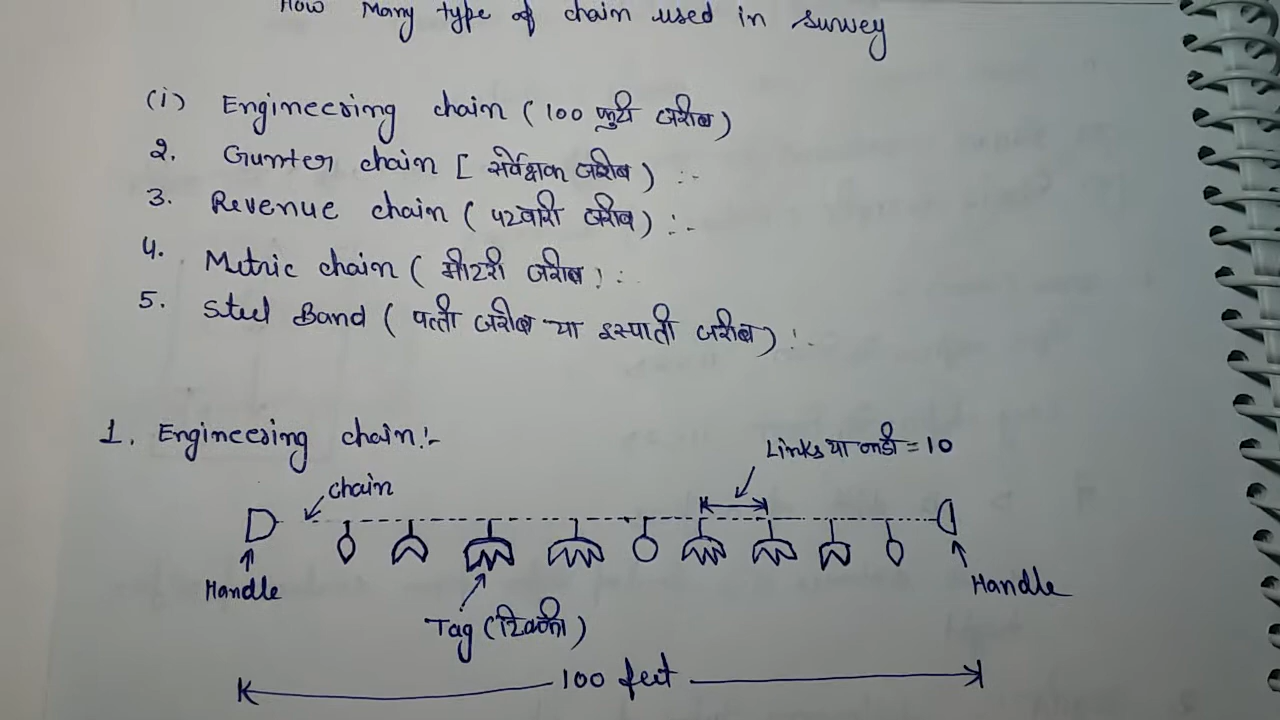 How Many type of chain used in survey
(i) Engineering chain (100 फुटी जरीब)
2. Gunter chain [ सर्वेक्षक जरीब) :-
3. Revenue chain ( पटवारी जरीब) :-
4. Metric chain ( मीटरी जरीब ) :
5. Steel Band ( पत्ती जरीब या इस्पाती जरीब) :-
1. Engineering chain:-
Links या कडी = 10
chain
Handle
Handle
Tag (टिक्की)
100 feet